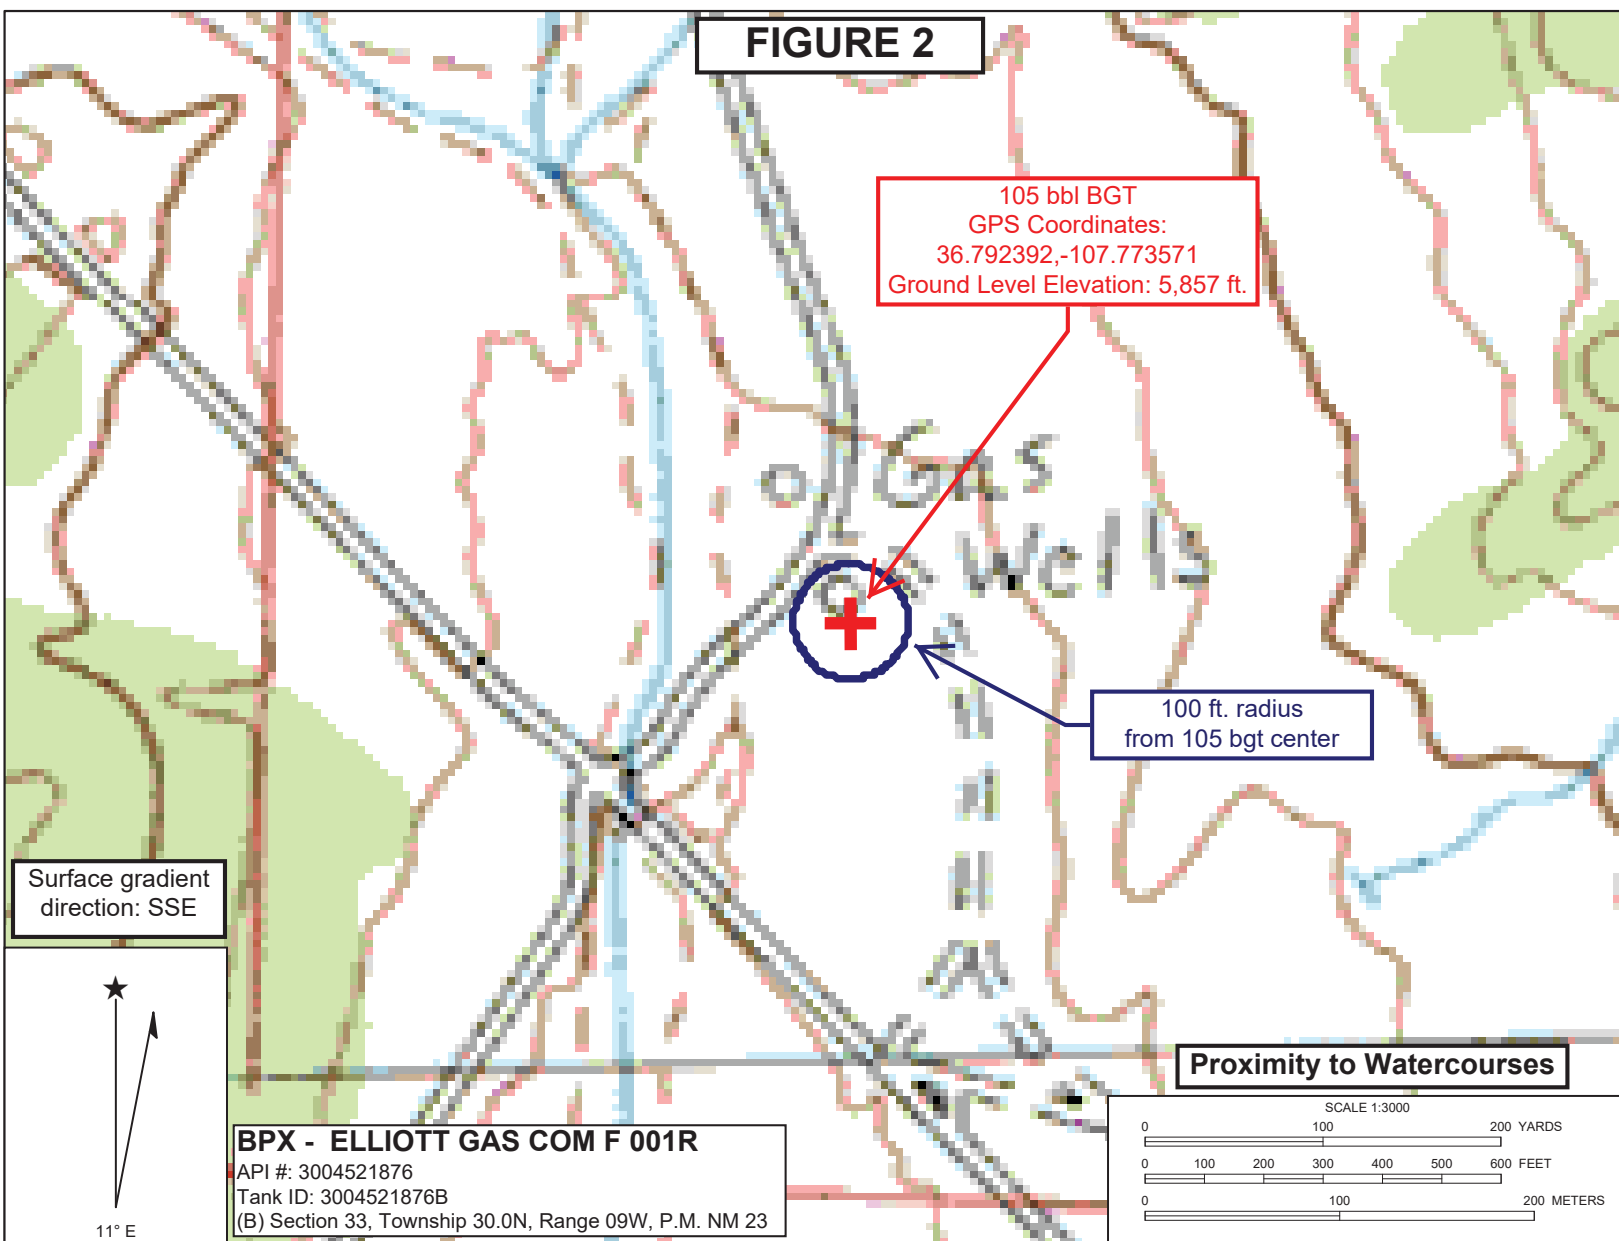 FIGURE 2
105 bbl BGT
GPS Coordinates:
36.792392,-107.773571
Ground Level Elevation: 5,857 ft.
Gas
Wells
100 ft. radius
from 105 bgt center
Surface gradient
direction: SSE
11° E
BPX - ELLIOTT GAS COM F 001R
API #: 3004521876
Tank ID: 3004521876B
(B) Section 33, Township 30.0N, Range 09W, P.M. NM 23
Proximity to Watercourses
SCALE 1:3000
0 100 200 YARDS
0 100 200 300 400 500 600 FEET
0 100 200 METERS